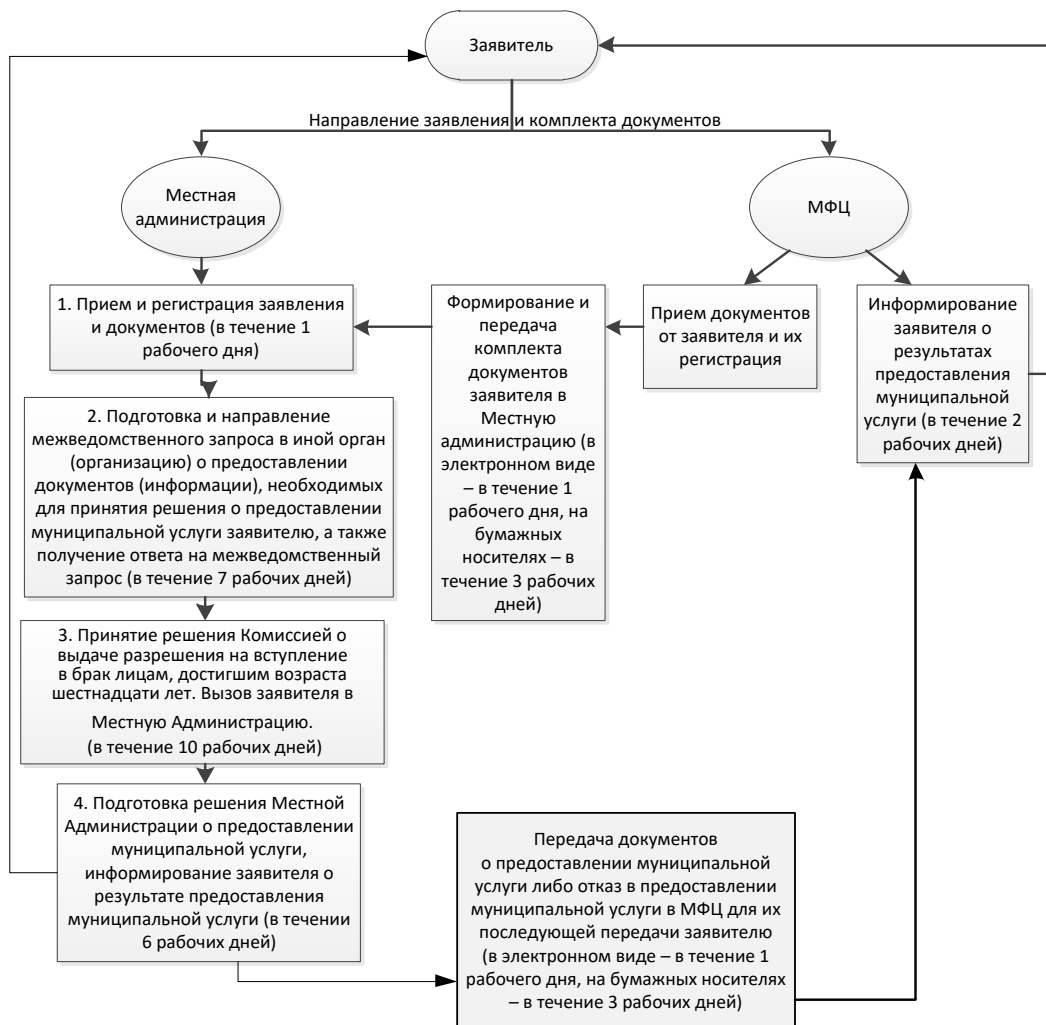 Заявитель
Направление заявления и комплекта документов
Местная
администрация
МФЦ
1. Прием и регистрация заявления
и документов (в течение 1
рабочего дня)
Формирование и
передача
комплекта
документов
заявителя в
Местную
администрацию (в
электронном виде
– в течение 1
рабочего дня, на
бумажных
носителях – в
течение 3 рабочих
дней)
Прием документов
от заявителя и их
регистрация
Информирование
заявителя о
результатах
предоставления
муниципальной
услуги (в течение 2
рабочих дней)
2. Подготовка и направление
межведомственного запроса в иной орган
(организацию) о предоставлении
документов (информации), необходимых
для принятия решения о предоставлении
муниципальной услуги заявителю, а также
получение ответа на межведомственный
запрос (в течение 7 рабочих дней)
3. Принятие решения Комиссией о
выдаче разрешения на вступление
в брак лицам, достигшим возраста
шестнадцати лет. Вызов заявителя в
Местную Администрацию.
(в течение 10 рабочих дней)
4. Подготовка решения Местной
Администрации о предоставлении
муниципальной услуги,
информирование заявителя о
результате предоставления
муниципальной услуги (в течении
6 рабочих дней)
Передача документов
о предоставлении муниципальной
услуги либо отказ в предоставлении
муниципальной услуги в МФЦ для их
последующей передачи заявителю
(в электронном виде – в течение 1
рабочего дня, на бумажных носителях
– в течение 3 рабочих дней)